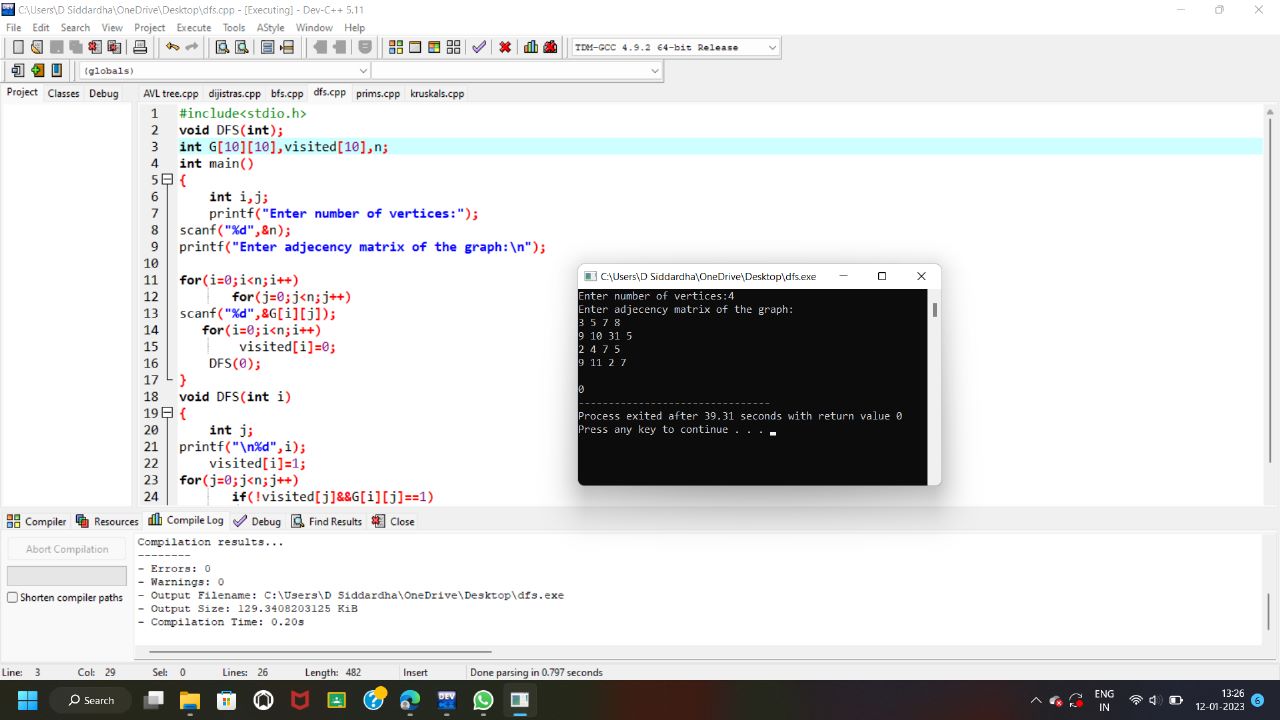 C:\Users\D Siddardha\OneDrive\Desktop\dfs.cpp - [Executing] - Dev-C++ 5.11
File Edit Search View Project Execute Tools AStyle Window Help
TDM-GCC 4.9.2 64-bit Release
(globals)
Project Classes Debug AVL tree.cpp dijistras.cpp bfs.cpp dfs.cpp prims.cpp kruskals.cpp
1 #include<stdio.h>
2 void DFS(int);
3 int G[10][10],visited[10],n;
4 int main()
5 {
6 int i,j;
7 printf("Enter number of vertices:");
8 scanf("%d",&n);
9 printf("Enter adjecency matrix of the graph:\n");
10
11 for(i=0;i<n;i++)
12 for(j=0;j<n;j++)
13 scanf("%d",&G[i][j]);
14 for(i=0;i<n;i++)
15 visited[i]=0;
16 DFS(0);
17 }
18 void DFS(int i)
19 {
20 int j;
21 printf("\n%d",i);
22 visited[i]=1;
23 for(j=0;j<n;j++)
24 if(!visited[j]&&G[i][j]==1)
C:\Users\D Siddardha\OneDrive\Desktop\dfs.exe
Enter number of vertices:4
Enter adjecency matrix of the graph:
3 5 7 8
9 10 31 5
2 4 7 5
9 11 2 7
0
--------------------------------
Process exited after 39.31 seconds with return value 0
Press any key to continue . . .
Compiler Resources Compile Log Debug Find Results Close
Abort Compilation
Shorten compiler paths
Compilation results...
--------
- Errors: 0
- Warnings: 0
- Output Filename: C:\Users\D Siddardha\OneDrive\Desktop\dfs.exe
- Output Size: 129.3408203125 KiB
- Compilation Time: 0.20s
Line: 3 Col: 29 Sel: 0 Lines: 26 Length: 482 Insert Done parsing in 0.797 seconds
Search
DEV
ENG
IN
13:26
12-01-2023
6